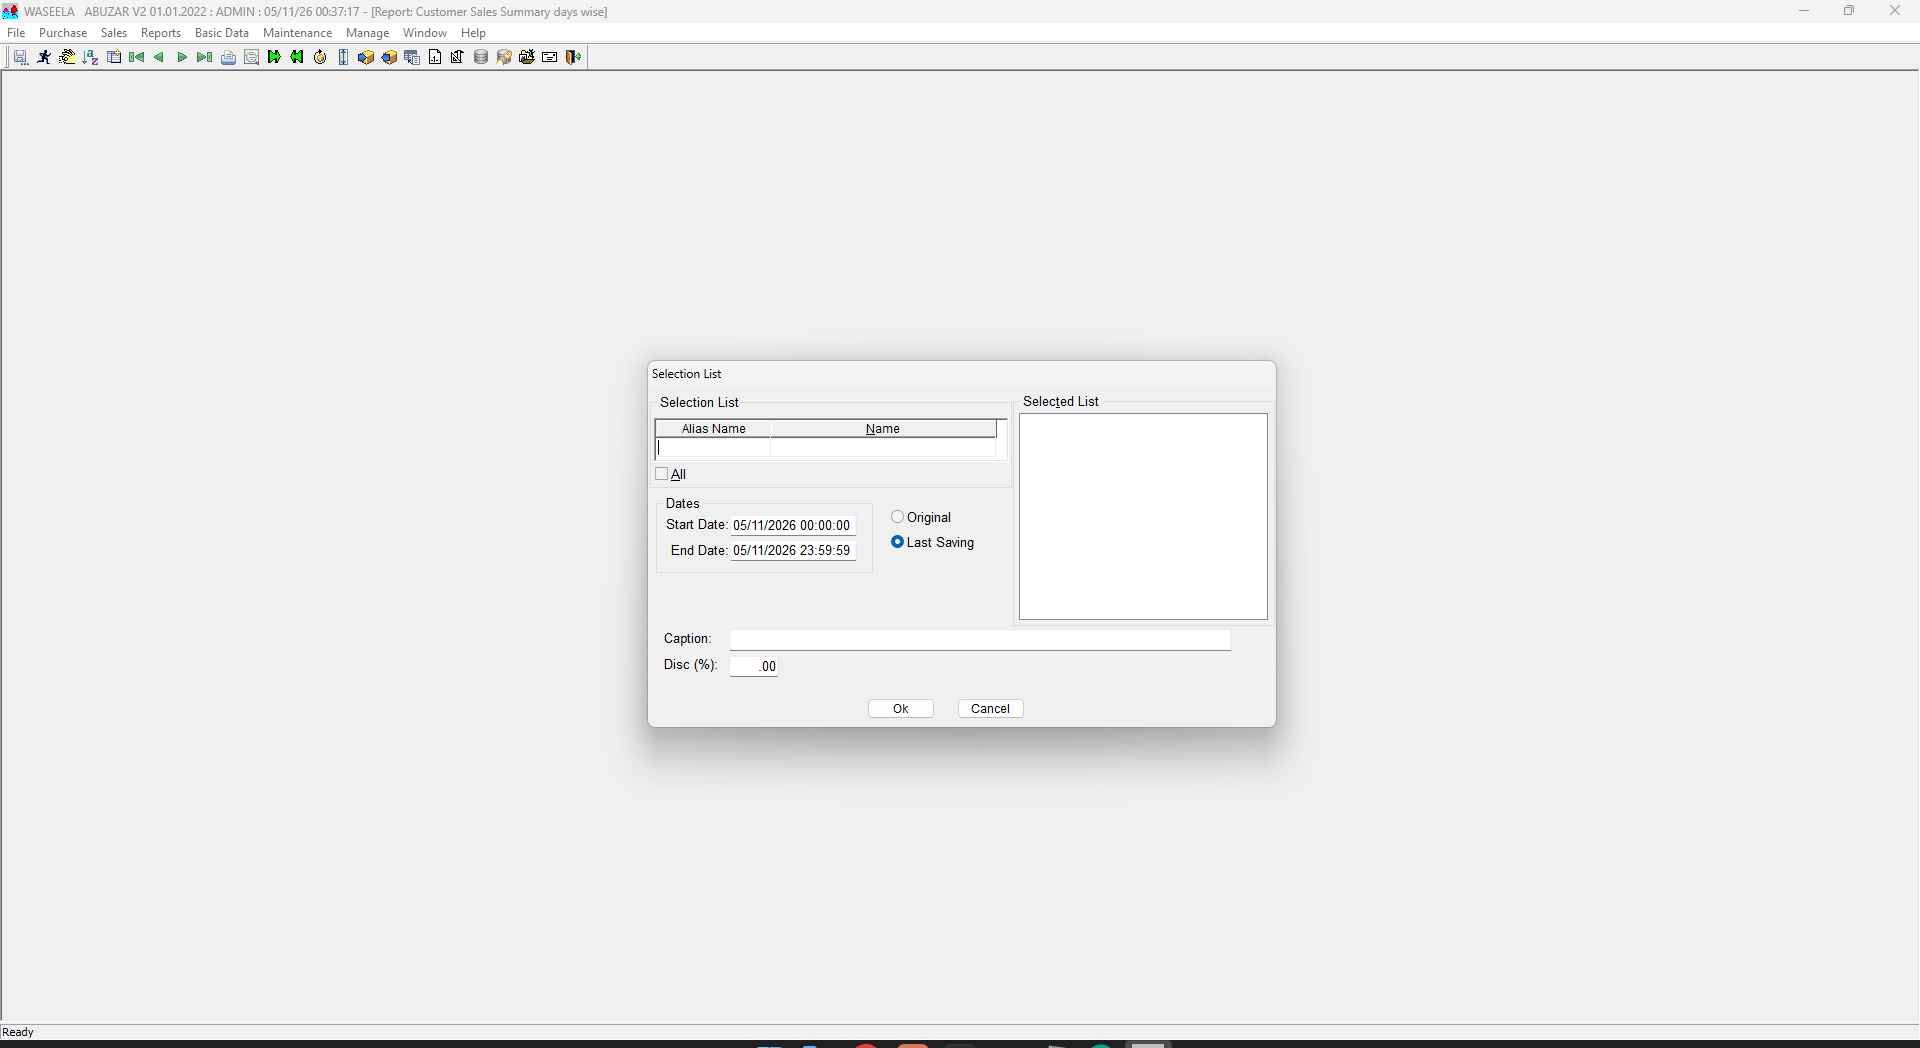 WASEELA   ABUZAR V2 01.01.2022 : ADMIN : 05/11/26 00:37:17 - [Report: Customer Sales Summary days wise]
File Purchase Sales Reports Basic Data Maintenance Manage Window Help
Selection List
Selection List
Alias Name Name
All
Selected List
Dates
Start Date: 05/11/2026 00:00:00
End Date: 05/11/2026 23:59:59
Original
Last Saving
Caption:
Disc (%): .00
Ok Cancel
Ready